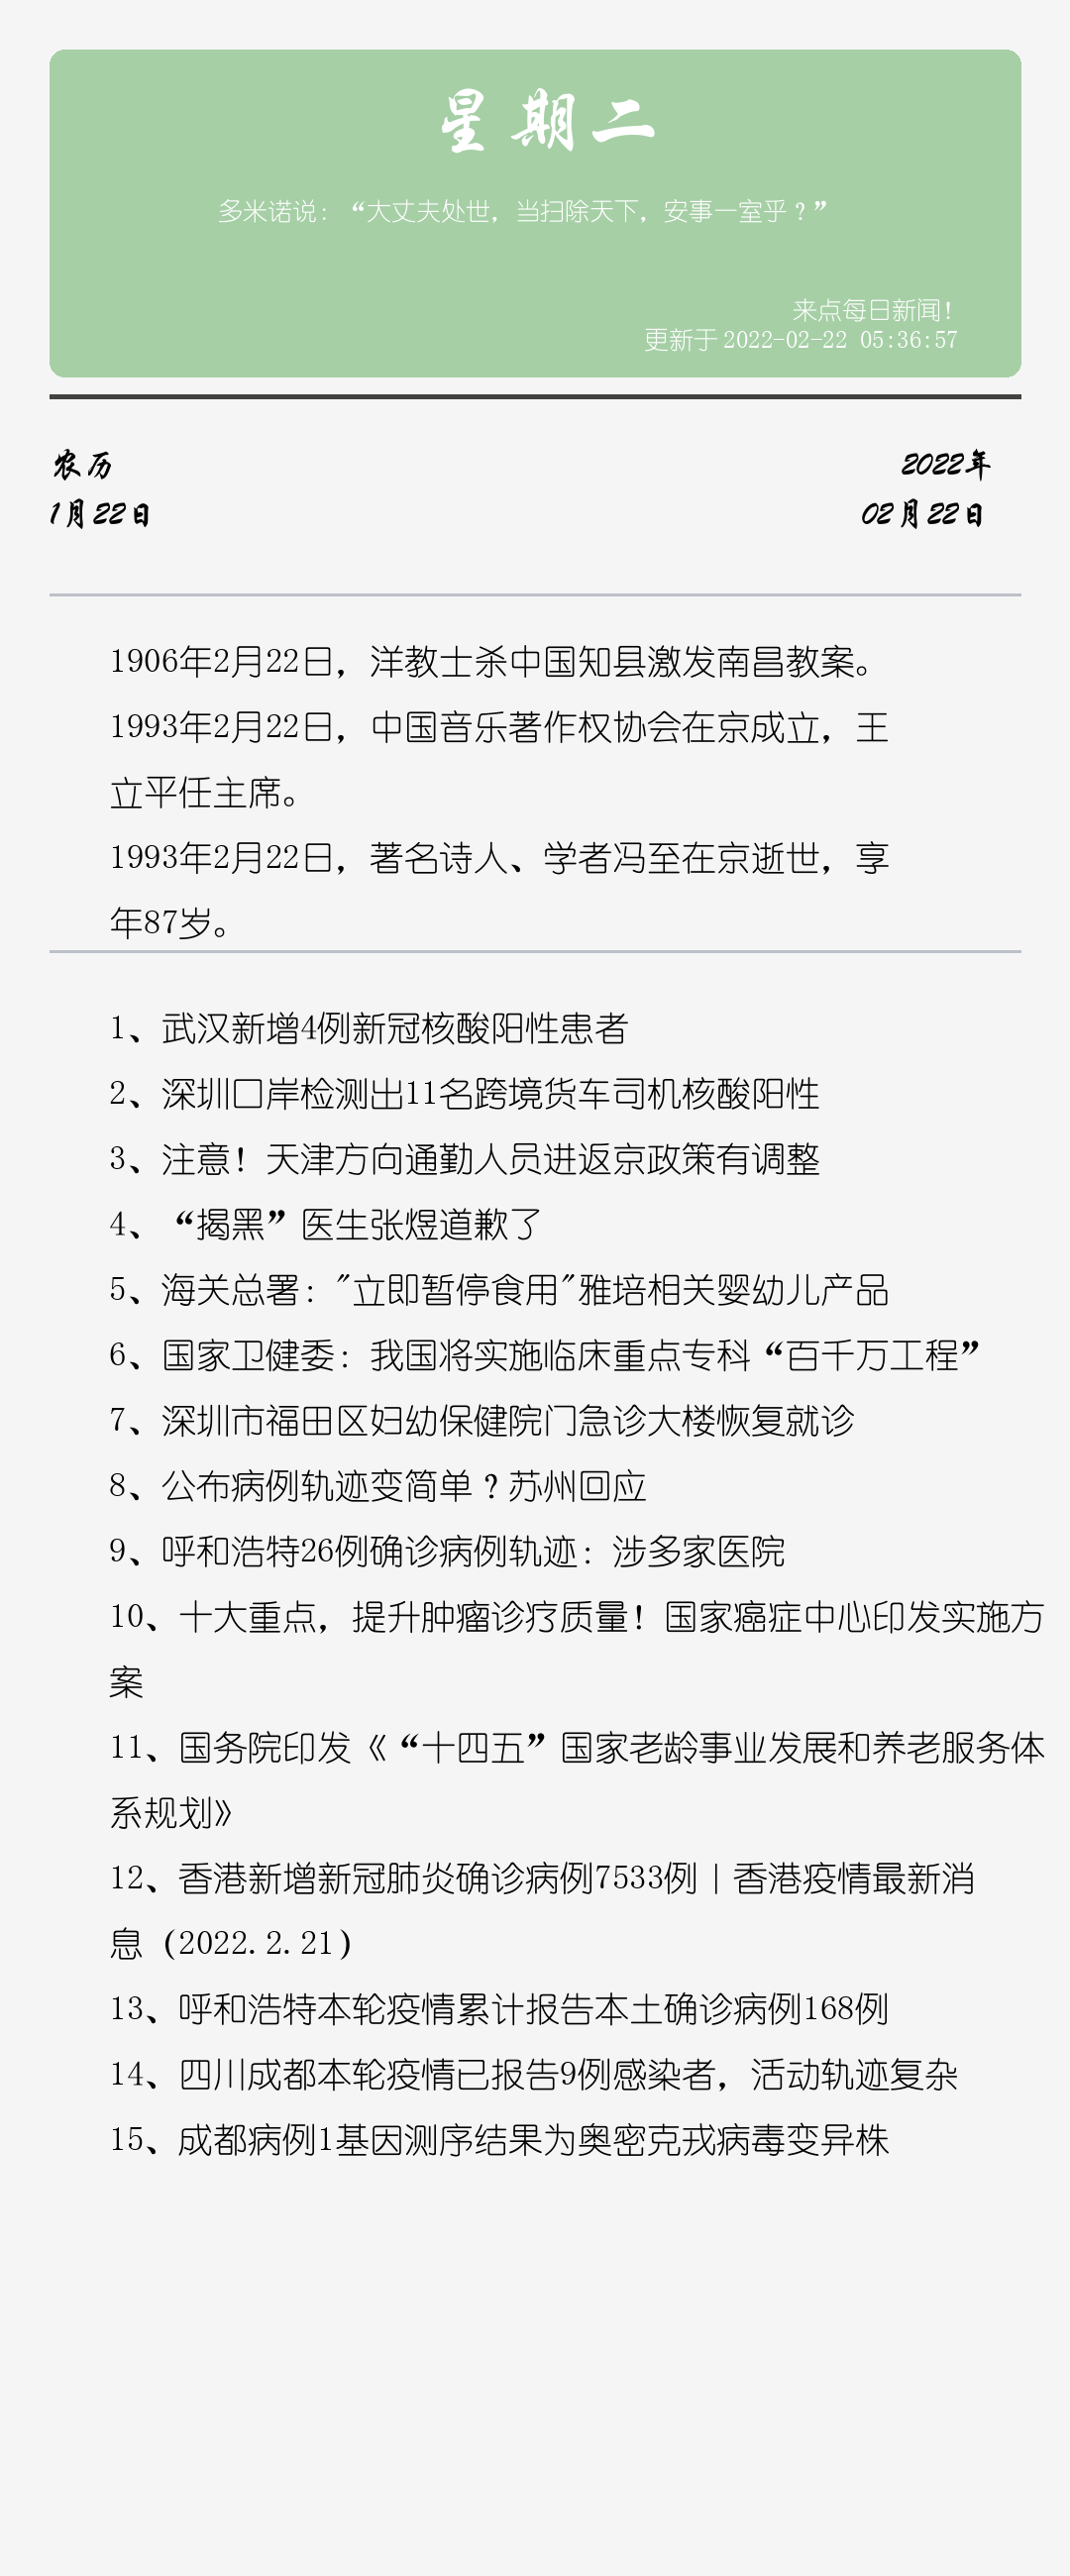 星期二
多米诺说：“大丈夫处世，当扫除天下，安事一室乎？”
来点每日新闻！
更新于 2022-02-22 05:36:57
农历
2022年
1月22日
02月22日
1906年2月22日，洋教士杀中国知县激发南昌教案。
1993年2月22日，中国音乐著作权协会在京成立，王
立平任主席。
1993年2月22日，著名诗人、学者冯至在京逝世，享
年87岁。
1、武汉新增4例新冠核酸阳性患者
2、深圳口岸检测出11名跨境货车司机核酸阳性
3、注意！天津方向通勤人员进返京政策有调整
4、“揭黑”医生张煜道歉了
5、海关总署："立即暂停食用"雅培相关婴幼儿产品
6、国家卫健委：我国将实施临床重点专科“百千万工程”
7、深圳市福田区妇幼保健院门急诊大楼恢复就诊
8、公布病例轨迹变简单？苏州回应
9、呼和浩特26例确诊病例轨迹：涉多家医院
10、十大重点，提升肿瘤诊疗质量！国家癌症中心印发实施方
案
11、国务院印发《“十四五”国家老龄事业发展和养老服务体
系规划》
12、香港新增新冠肺炎确诊病例7533例｜香港疫情最新消
息（2022.2.21）
13、呼和浩特本轮疫情累计报告本土确诊病例168例
14、四川成都本轮疫情已报告9例感染者，活动轨迹复杂
15、成都病例1基因测序结果为奥密克戎病毒变异株